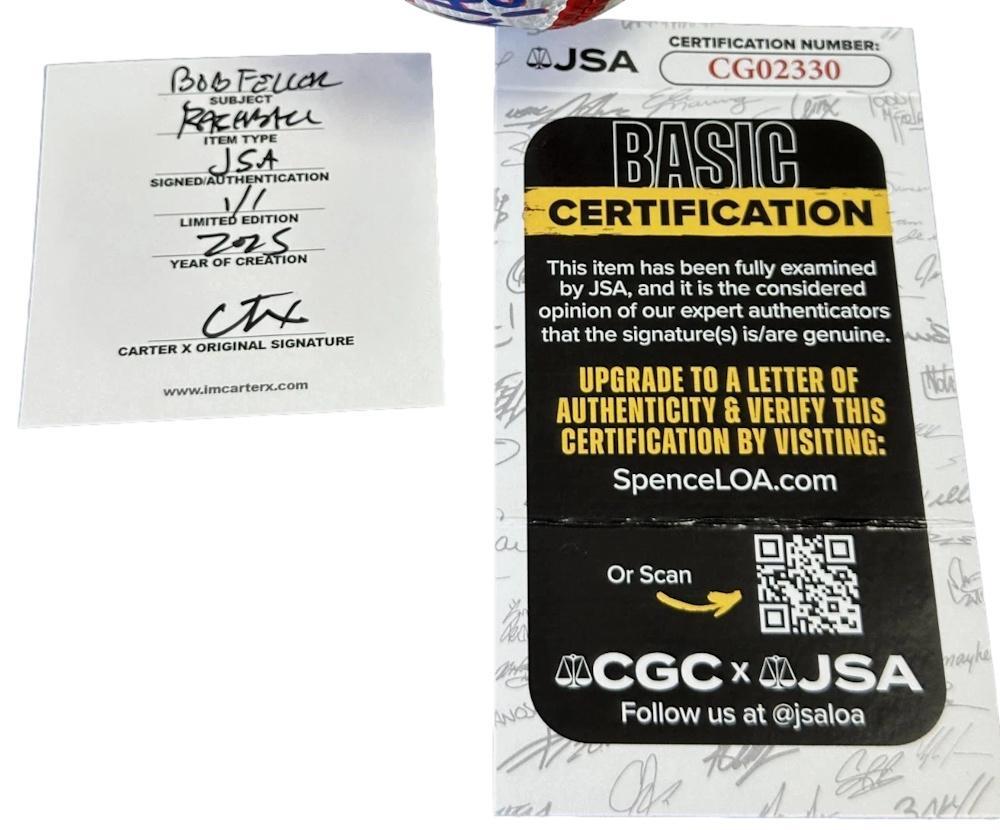 BOB FELLER
SUBJECT
ITEM TYPE
JSA
SIGNED/AUTHENTICATION
1/1
LIMITED EDITION
2025
YEAR OF CREATION
CTX
CARTER X ORIGINAL SIGNATURE
www.imcarterx.com
JSA
CERTIFICATION NUMBER:
CG02330
BASIC
CERTIFICATION
This item has been fully examined
by JSA, and it is the considered
opinion of our expert authenticators
that the signature(s) is/are genuine.
UPGRADE TO A LETTER OF
AUTHENTICITY & VERIFY THIS
CERTIFICATION BY VISITING:
SpenceLOA.com
Or Scan
CGC x JSA
Follow us at @jsaloa